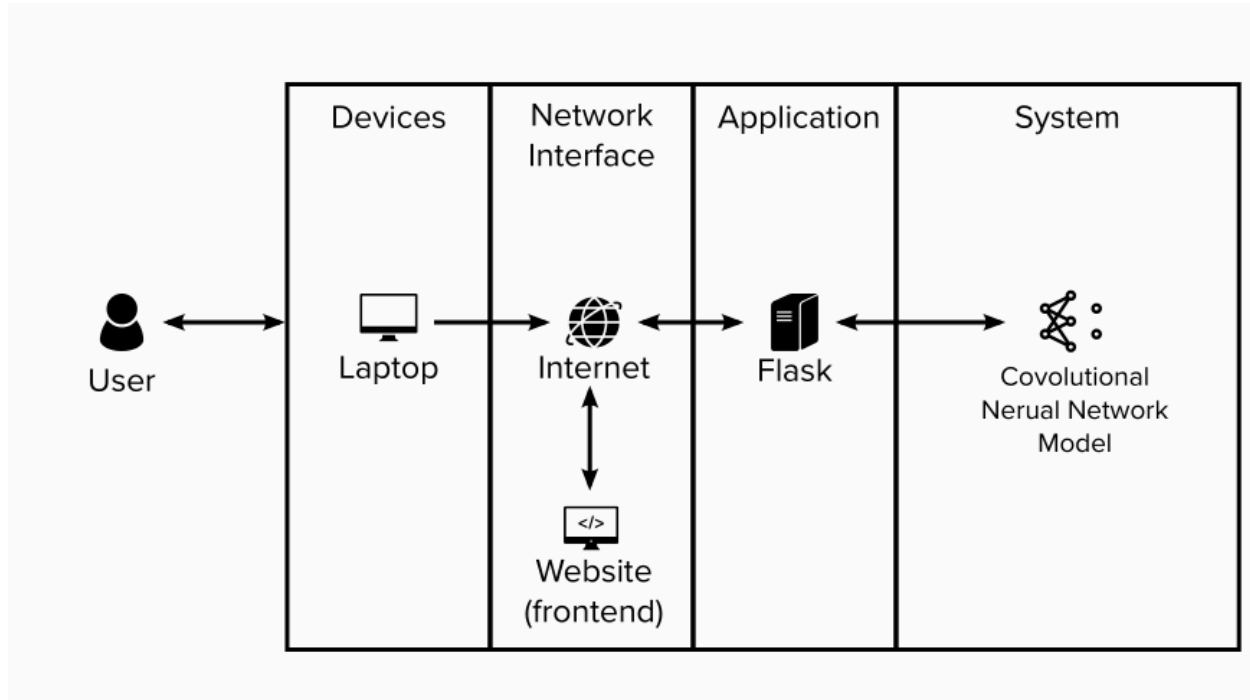 Devices
Network
Interface
Application
System
User
Laptop
Internet
Flask
Covolutional
Nerual Network
Model
</>
Website
(frontend)